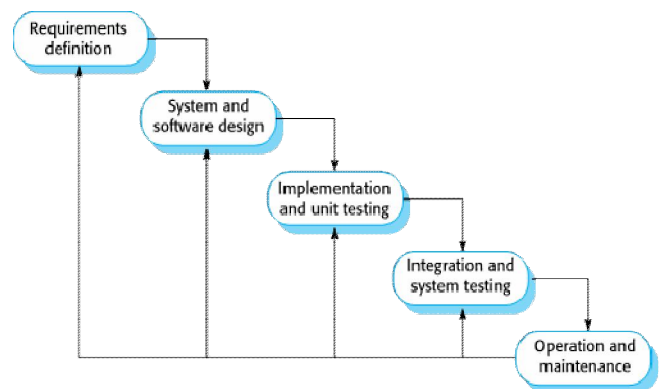 Requirements
definition
System and
software design
Implementation
and unit testing
Integration and
system testing
Operation and
maintenance